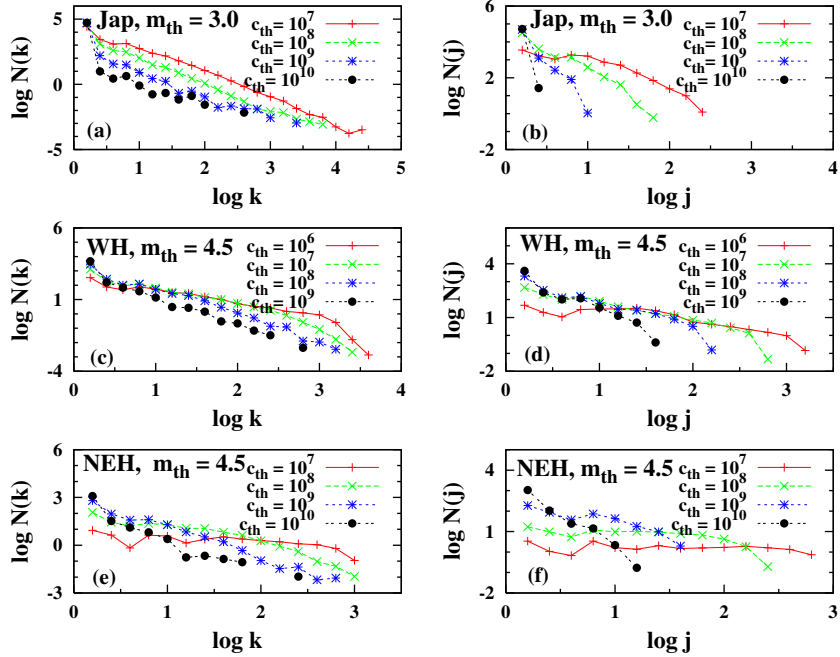 Jap, m_th = 3.0
c_th = 10^7
c_th = 10^8
c_th = 10^9
c_th = 10^10
log N(k)
5
0
-5
(a)
0 1 2 3 4 5
log k
Jap, m_th = 3.0
c_th = 10^7
c_th = 10^8
c_th = 10^9
c_th = 10^10
log N(j)
6
2
-2
(b)
0 1 2 3 4
log j
WH, m_th = 4.5
c_th = 10^6
c_th = 10^7
c_th = 10^8
c_th = 10^9
log N(k)
6
1
-4
(c)
0 1 2 3 4
log k
WH, m_th = 4.5
c_th = 10^6
c_th = 10^7
c_th = 10^8
c_th = 10^9
log N(j)
4
1
-2
(d)
0 1 2 3
log j
NEH, m_th = 4.5
c_th = 10^7
c_th = 10^8
c_th = 10^9
c_th = 10^10
log N(k)
6
3
0
-3
(e)
0 1 2 3
log k
NEH, m_th = 4.5
c_th = 10^7
c_th = 10^8
c_th = 10^9
c_th = 10^10
log N(j)
4
1
-2
(f)
0 1 2 3
log j